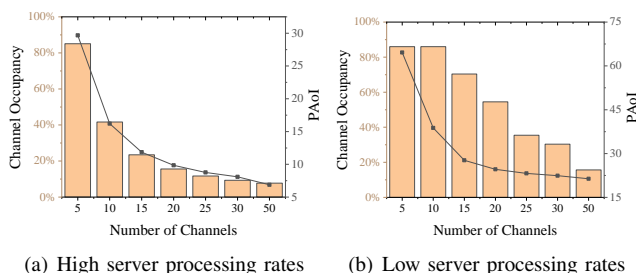 100%
80%
60%
40%
20%
0%
Channel Occupancy
30
25
20
15
10
5
PAoI
5 10 15 20 25 30 50
Number of Channels
(a) High server processing rates
100%
80%
60%
40%
20%
0%
Channel Occupancy
75
60
45
30
15
PAoI
5 10 15 20 25 30 50
Number of Channels
(b) Low server processing rates